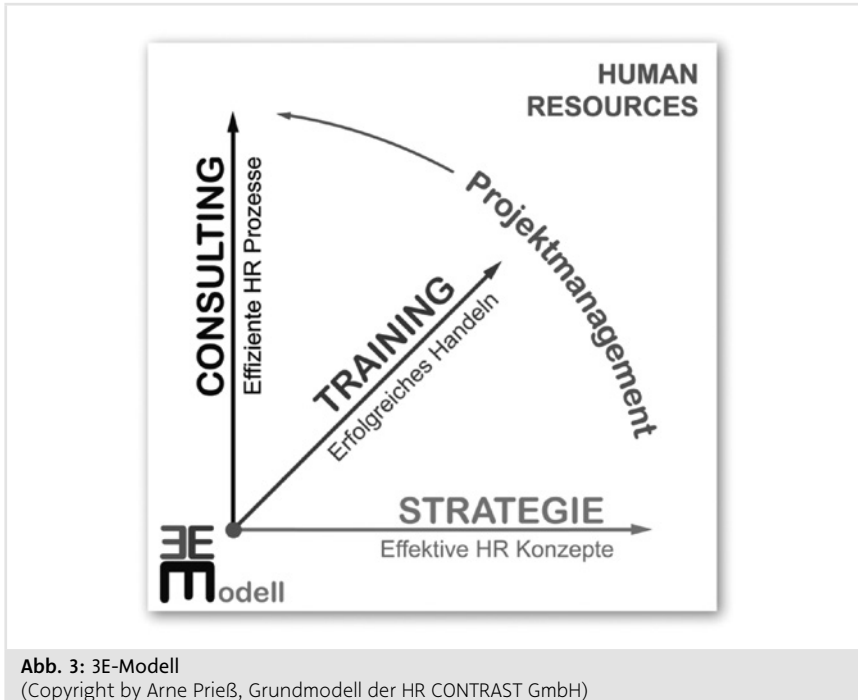 HUMAN
RESOURCES
CONSULTING
Effiziente HR Prozesse
TRAINING
Erfolgreiches Handeln
Projektmanagement
STRATEGIE
Effektive HR Konzepte
3E
Modell
Abb. 3: 3E-Modell
(Copyright by Arne Prieß, Grundmodell der HR CONTRAST GmbH)